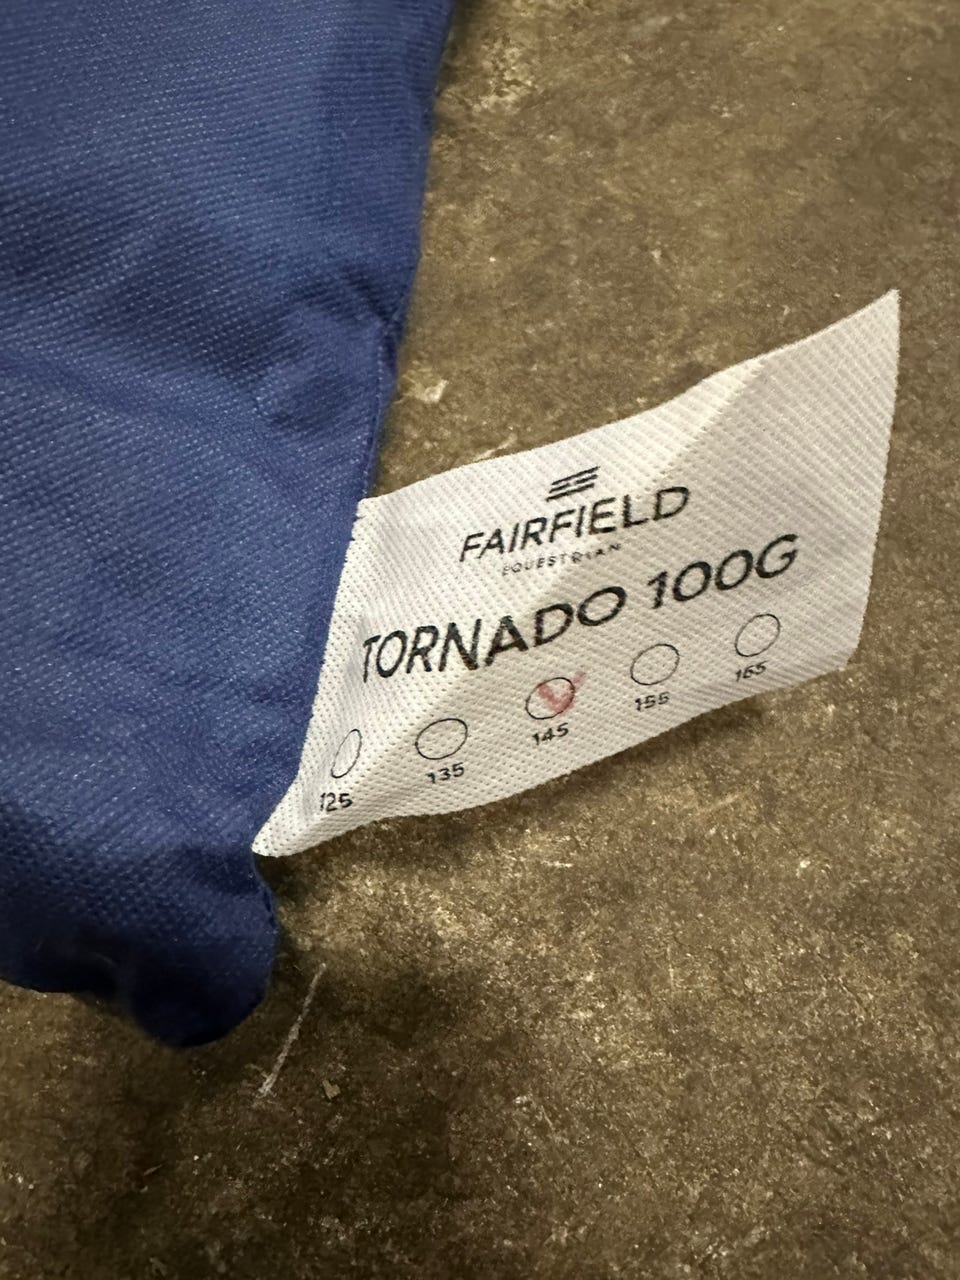 FAIRFIELD
EQUESTRIAN
TORNADO 100G
125 135 145 155 165